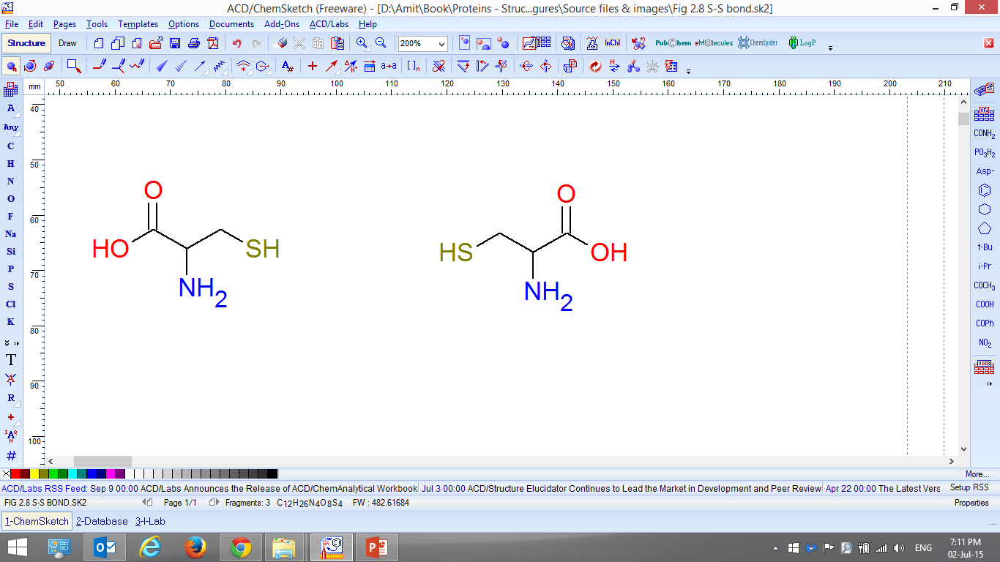 ACD/ChemSketch (Freeware) - [D:\Amit\Book\Proteins - Struc...gures\Source files & images\Fig 2.8 S-S bond.sk2]
File Edit Pages Tools Templates Options Documents Add-Ons ACD/Labs Help
Structure Draw 200% InChI PubChem eMolecules ChemSpider LogP
mm 50 60 70 80 90 100 110 120 130 140 150 160 170 180 190 200 210
40
50
60
70
80
90
100
A
Any
C
H
N
O
F
Na
Si
P
S
Cl
K
T
R
#
O
HO SH
NH2
O
HS OH
NH2
CONH2
PO3H2
Asp-
t-Bu
i-Pr
COCH3
COOH
COPh
NO2
USER
More...
ACD/Labs RSS Feed: Sep 9 00:00 ACD/Labs Announces the Release of ACD/ChemAnalytical Workbook Jul 3 00:00 ACD/Structure Elucidator Continues to Lead the Market in Development and Peer Review Apr 22 00:00 The Latest Vers Setup RSS
FIG 2.8 S-S BOND.SK2 Page 1/1 Fragments: 3 C12H26N4O8S4 FW : 482.61684 Properties
1-ChemSketch 2-Database 3-I-Lab ...
ENG 7:11 PM
02-Jul-15